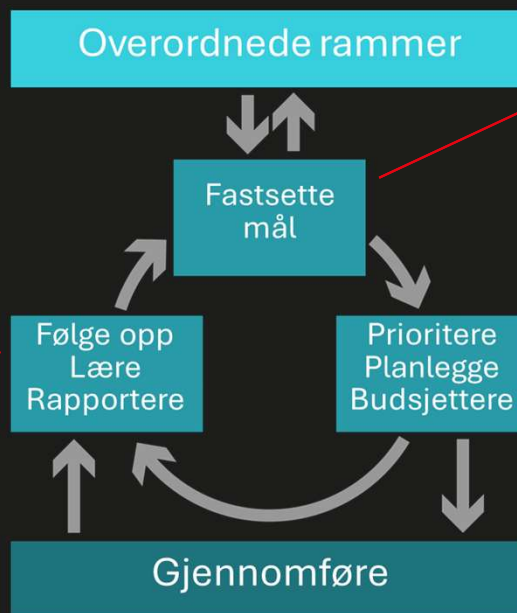 Overordnede rammer
Fastsette
mål
Følge opp
Lære
Rapportere
Prioritere
Planlegge
Budsjettere
Gjennomføre